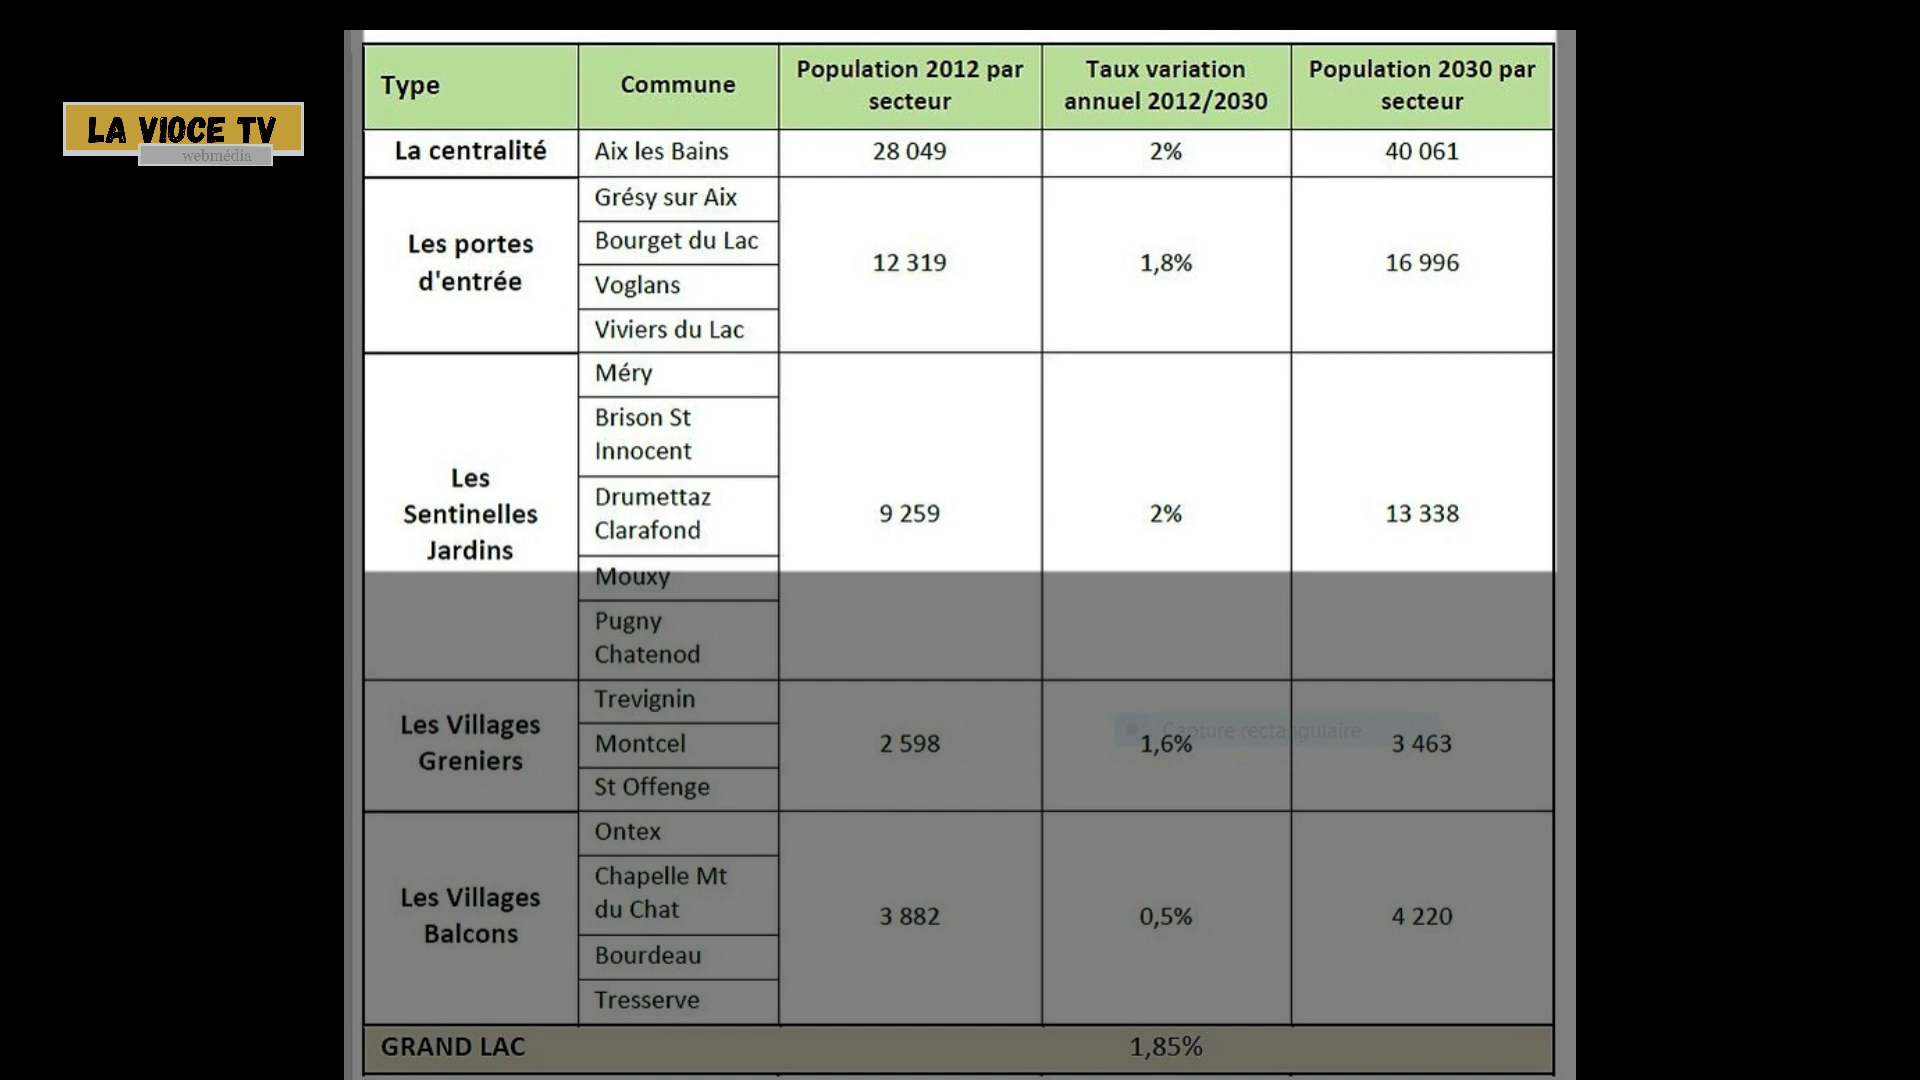 LA VIOCE TV
webmédia
Type
Commune
Population 2012 par
secteur
Taux variation
annuel 2012/2030
Population 2030 par
secteur
La centralité
Aix les Bains
28 049
2%
40 061
Les portes
d'entrée
Grésy sur Aix
Bourget du Lac
Voglans
Viviers du Lac
12 319
1,8%
16 996
Les
Sentinelles
Jardins
Méry
Brison St
Innocent
Drumettaz
Clarafond
Mouxy
Pugny
Chatenod
9 259
2%
13 338
Les Villages
Greniers
Trevignin
Montcel
St Offenge
2 598
Capture rectangulaire
1,6%
3 463
Les Villages
Balcons
Ontex
Chapelle Mt
du Chat
Bourdeau
Tresserve
3 882
0,5%
4 220
GRAND LAC
1,85%